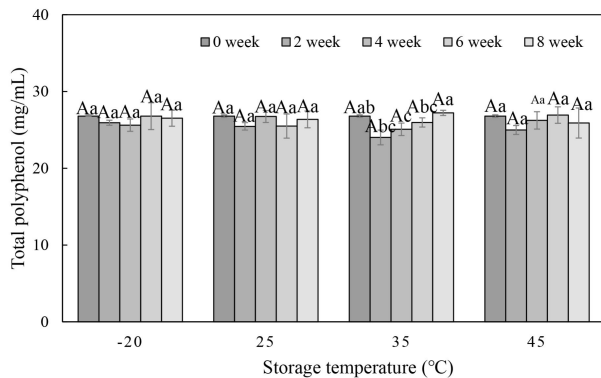 0 week 2 week 4 week 6 week 8 week
Total polyphenol (mg/mL)
40
30
20
10
0
Aa Aa Aa Aa Aa
Aa Aa Aa Aa Aa
Aab Abc Ac Abc Aa
Aa Aa Aa Aa Aa
-20 25 35 45
Storage temperature (℃)